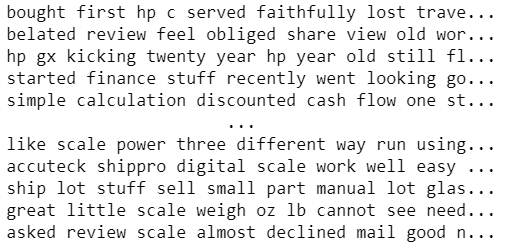 bought first hp c served faithfully lost trave...
belated review feel obliged share view old wor...
hp gx kicking twenty year hp year old still fl...
started finance stuff recently went looking go...
simple calculation discounted cash flow one st...
...
like scale power three different way run using...
accuteck shippro digital scale work well easy ...
ship lot stuff sell small part manual lot glas...
great little scale weigh oz lb cannot see need...
asked review scale almost declined mail good n...